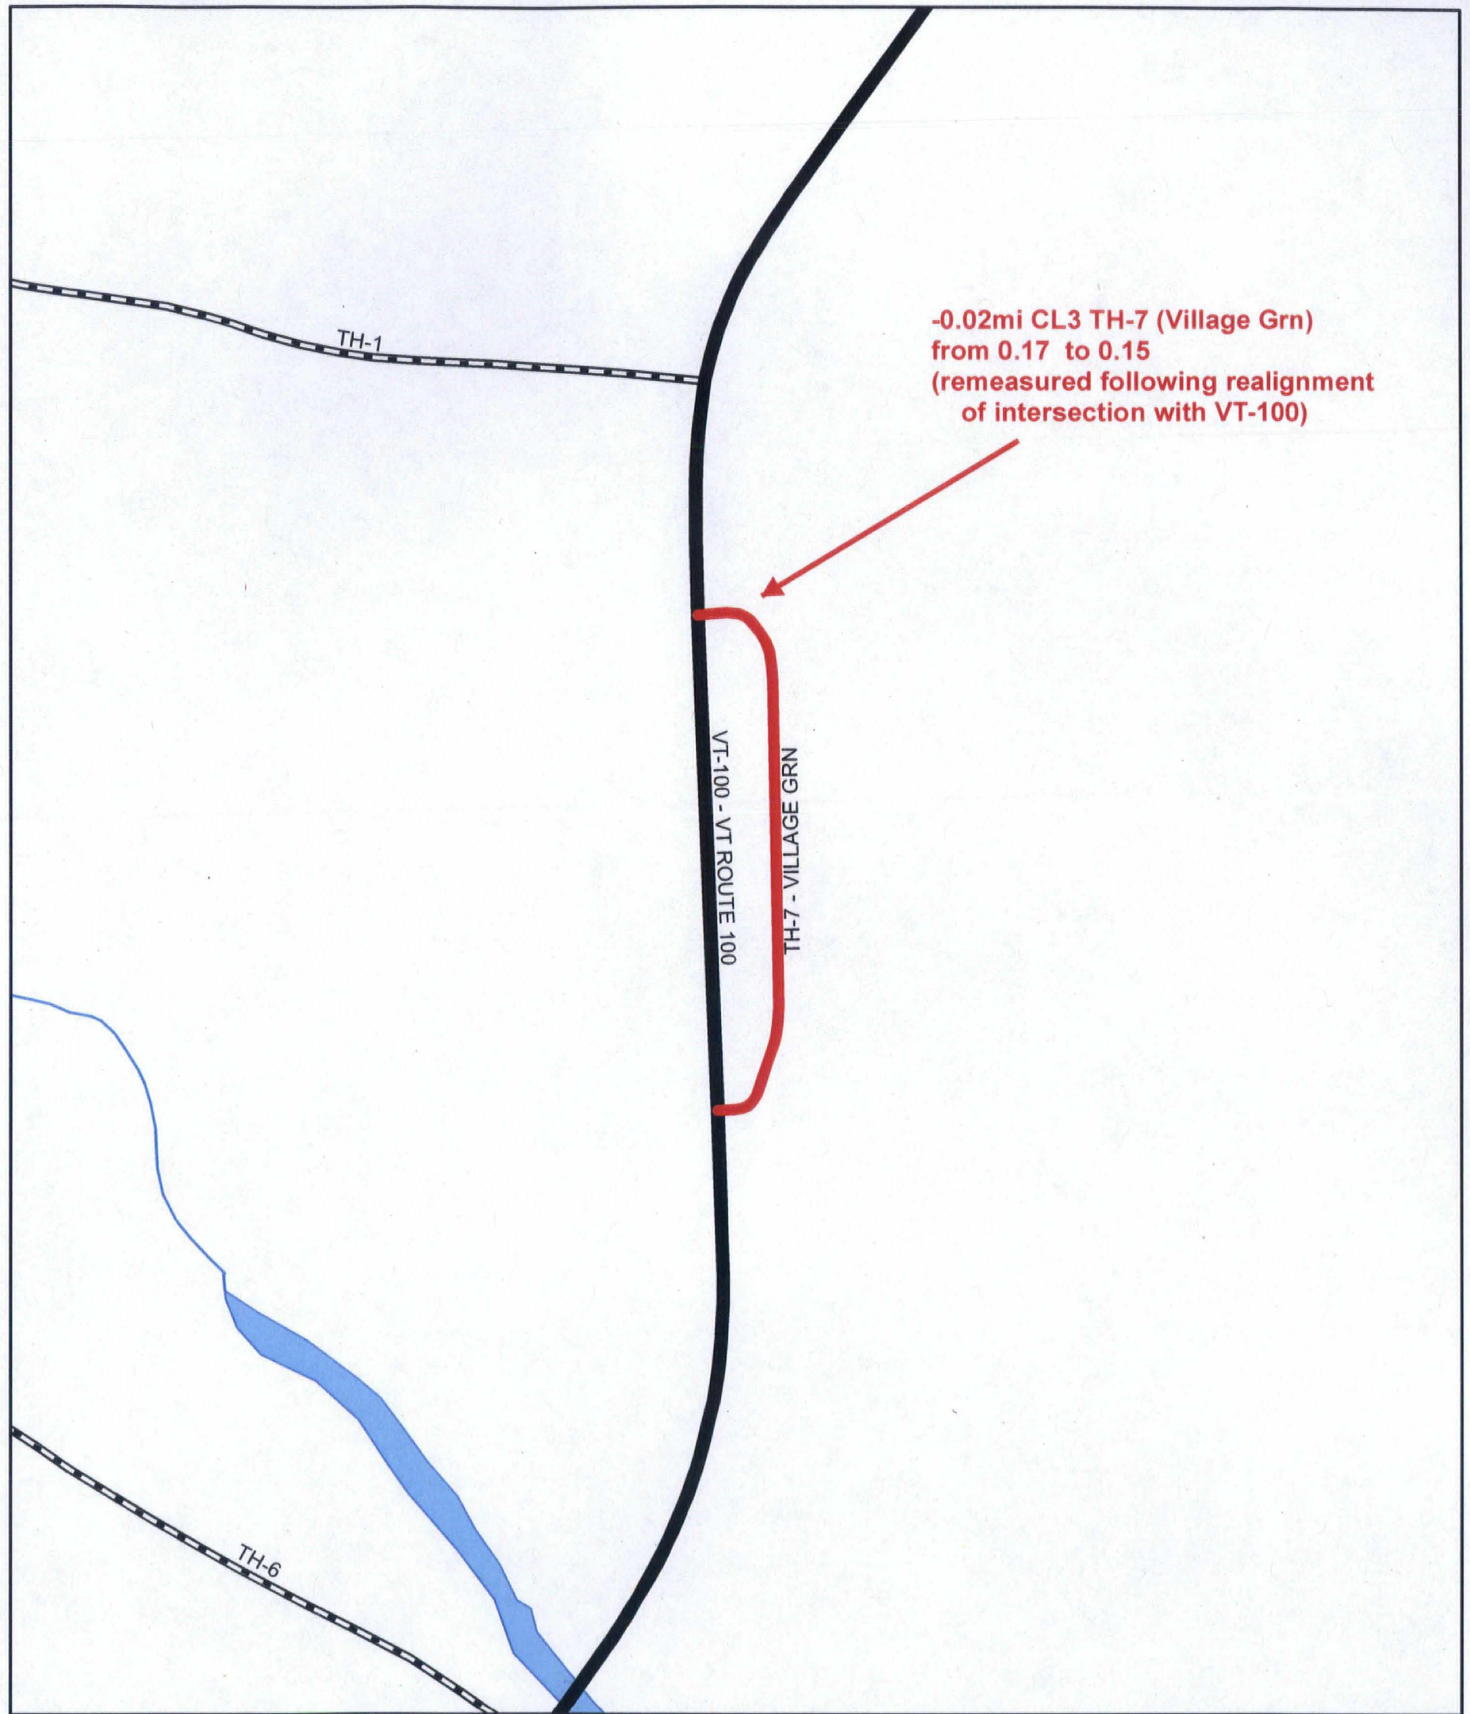 -0.02mi CL3 TH-7 (Village Grn)
from 0.17 to 0.15
(remeasured following realignment
of intersection with VT-100)
TH-1
VT-100 - VT ROUTE 100
TH-7 - VILLAGE GRN
TH-6